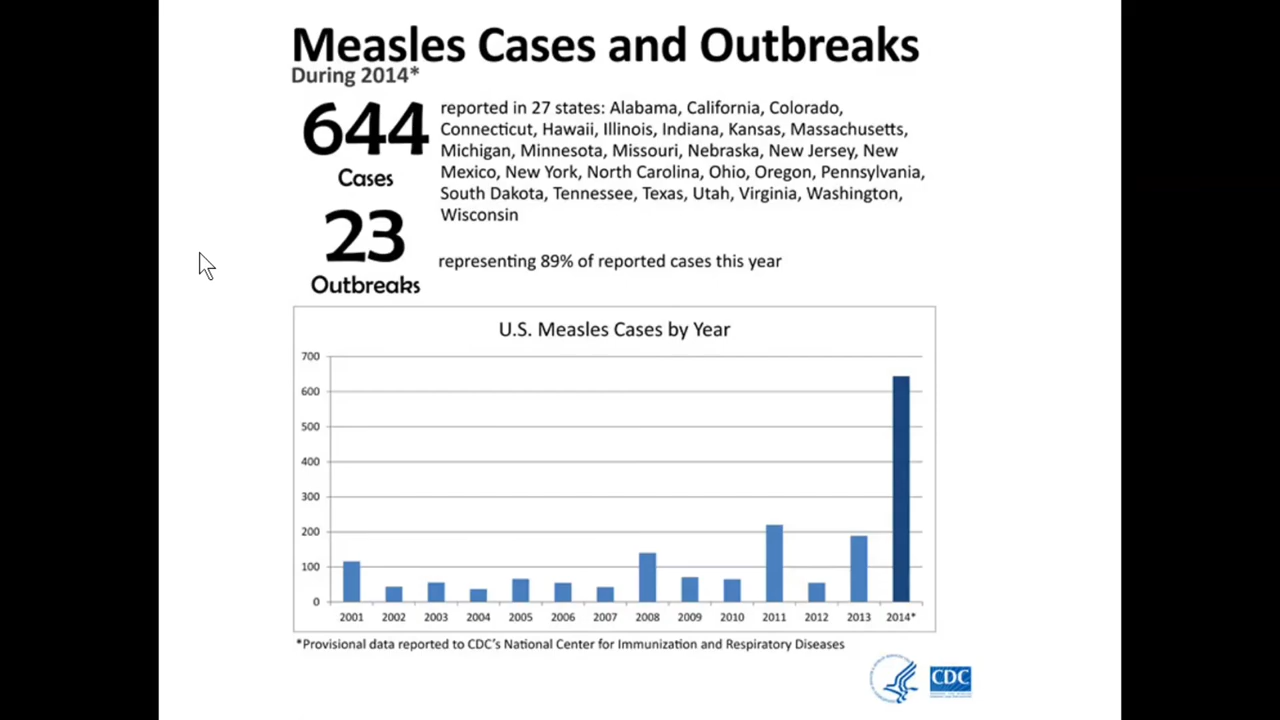 Measles Cases and Outbreaks
During 2014*
644
Cases
reported in 27 states: Alabama, California, Colorado,
Connecticut, Hawaii, Illinois, Indiana, Kansas, Massachusetts,
Michigan, Minnesota, Missouri, Nebraska, New Jersey, New
Mexico, New York, North Carolina, Ohio, Oregon, Pennsylvania,
South Dakota, Tennessee, Texas, Utah, Virginia, Washington,
Wisconsin
23
Outbreaks
representing 89% of reported cases this year
U.S. Measles Cases by Year
700
600
500
400
300
200
100
0
2001 2002 2003 2004 2005 2006 2007 2008 2009 2010 2011 2012 2013 2014*
*Provisional data reported to CDC's National Center for Immunization and Respiratory Diseases
CDC